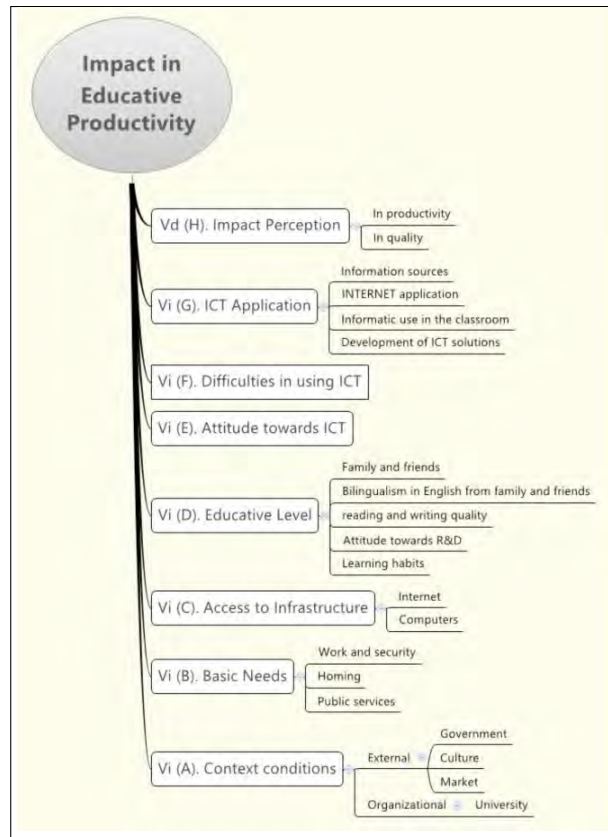 Impact in
Educative
Productivity
Vd (H). Impact Perception
In productivity
In quality
Vi (G). ICT Application
Information sources
INTERNET application
Informatic use in the classroom
Development of ICT solutions
Vi (F). Difficulties in using ICT
Vi (E). Attitude towards ICT
Vi (D). Educative Level
Family and friends
Bilingualism in English from family and friends
reading and writing quality
Attitude towards R&D
Learning habits
Vi (C). Access to Infrastructure
Internet
Computers
Vi (B). Basic Needs
Work and security
Homing
Public services
Vi (A). Context conditions
External
Government
Culture
Market
Organizational
University